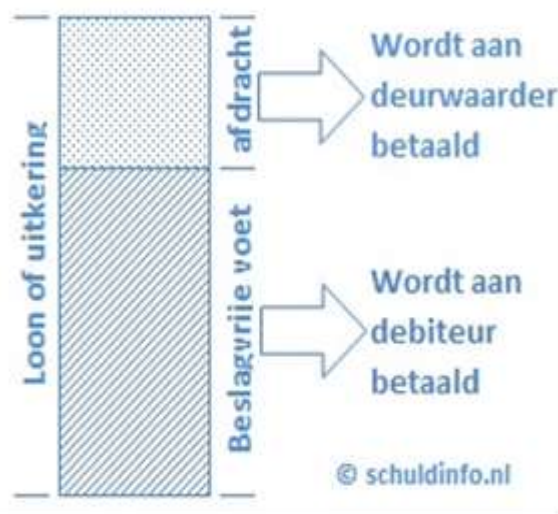 Loon of uitkering
afdracht
Wordt aan
deurwaarder
betaald
Beslagvrije voet
Wordt aan
debiteur
betaald
© schuldinfo.nl